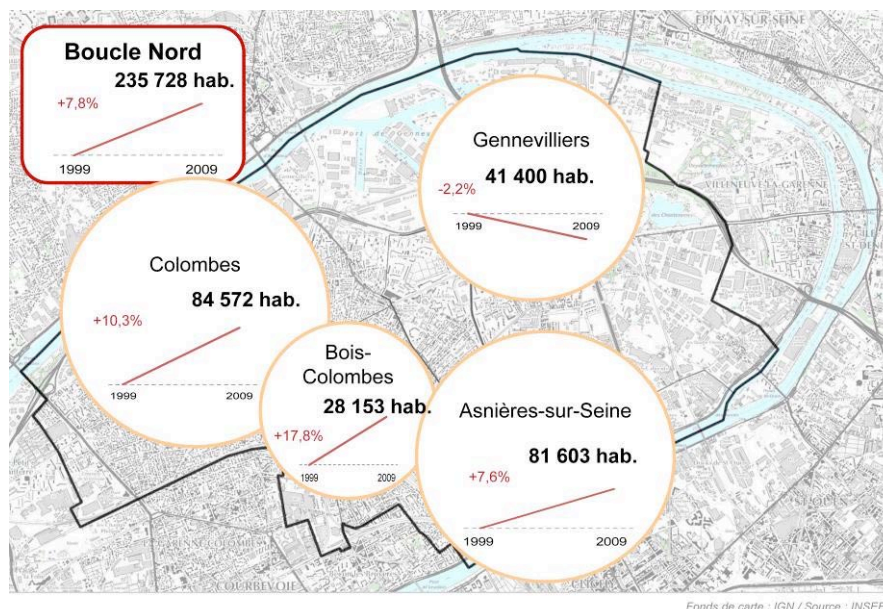 Boucle Nord
235 728 hab.
+7,8%
1999 2009
Gennevilliers
41 400 hab.
-2,2%
1999 2009
Colombes
84 572 hab.
+10,3%
1999 2009
Bois-
Colombes
28 153 hab.
+17,8%
1999 2009
Asnières-sur-Seine
81 603 hab.
+7,6%
1999 2009
ÉPINAY-SUR-SEINE
VILLENEUVE-LA-GARENNE
COURBEVOIE
Fonds de carte : IGN / Source : INSEE